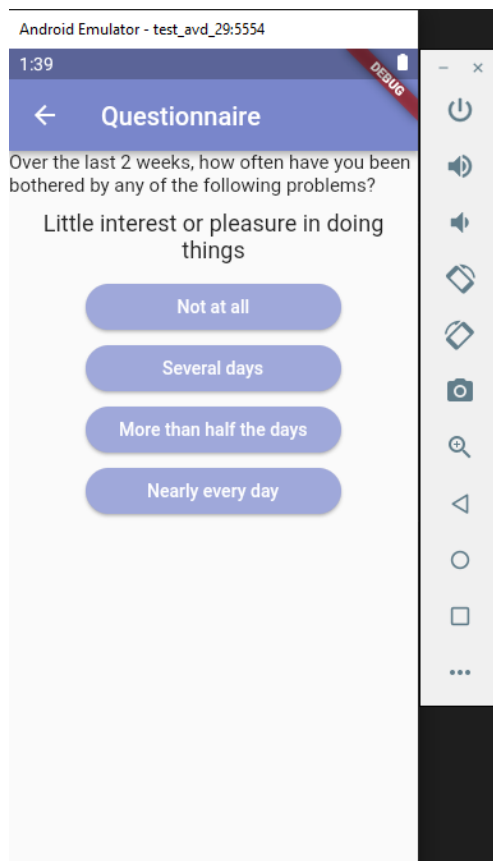 Android Emulator - test_avd_29:5554
1:39
DEBUG
Questionnaire
Over the last 2 weeks, how often have you been
bothered by any of the following problems?
Little interest or pleasure in doing
things
Not at all
Several days
More than half the days
Nearly every day